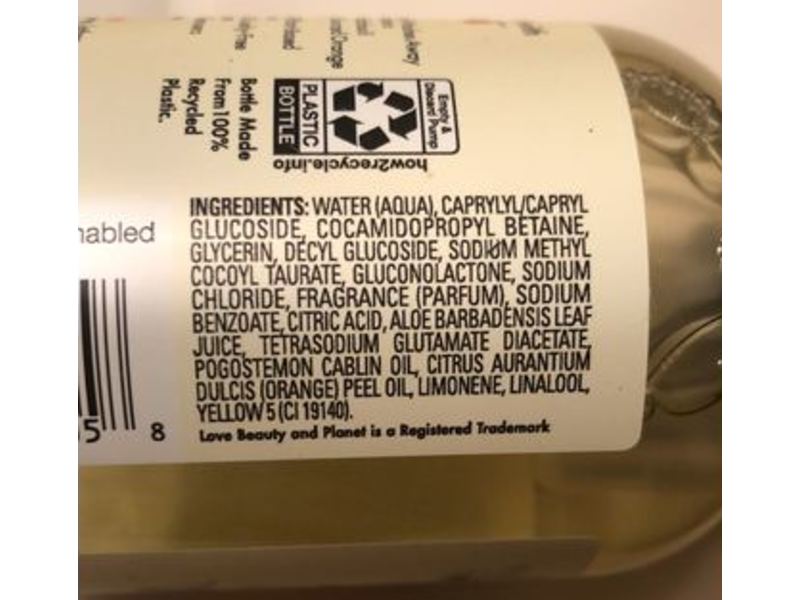 Away
Orange
Empty &
Discard Pump
PLASTIC
BOTTLE
how2recycle.info
Bottle Made
From 100%
Recycled
Plastic.
INGREDIENTS: WATER (AQUA), CAPRYLYL/CAPRYL
GLUCOSIDE, COCAMIDOPROPYL BETAINE,
GLYCERIN, DECYL GLUCOSIDE, SODIUM METHYL
COCOYL TAURATE, GLUCONOLACTONE, SODIUM
CHLORIDE, FRAGRANCE (PARFUM), SODIUM
BENZOATE, CITRIC ACID, ALOE BARBADENSIS LEAF
JUICE, TETRASODIUM GLUTAMATE DIACETATE,
POGOSTEMON CABLIN OIL, CITRUS AURANTIUM
DULCIS (ORANGE) PEEL OIL, LIMONENE, LINALOOL,
YELLOW 5 (CI 19140).
Love Beauty and Planet is a Registered Trademark
nabled
5 8